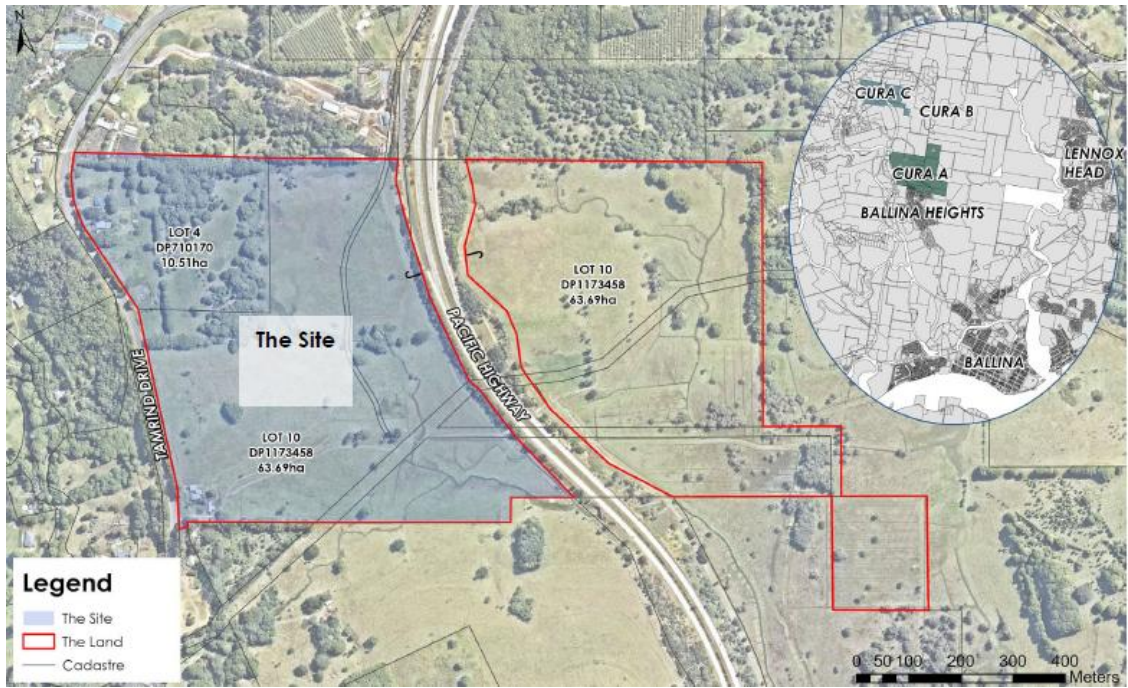 N
CURA C
CURA B
LENNOX
HEAD
CURA A
BALLINA HEIGHTS
BALLINA
LOT 4
DP710170
10.51ha
LOT 10
DP1173458
63.69ha
The Site
PACIFIC HIGHWAY
TAMRIND DRIVE
LOT 10
DP1173458
63.69ha
Legend
The Site
The Land
Cadastre
0 50 100 200 300 400
Meters